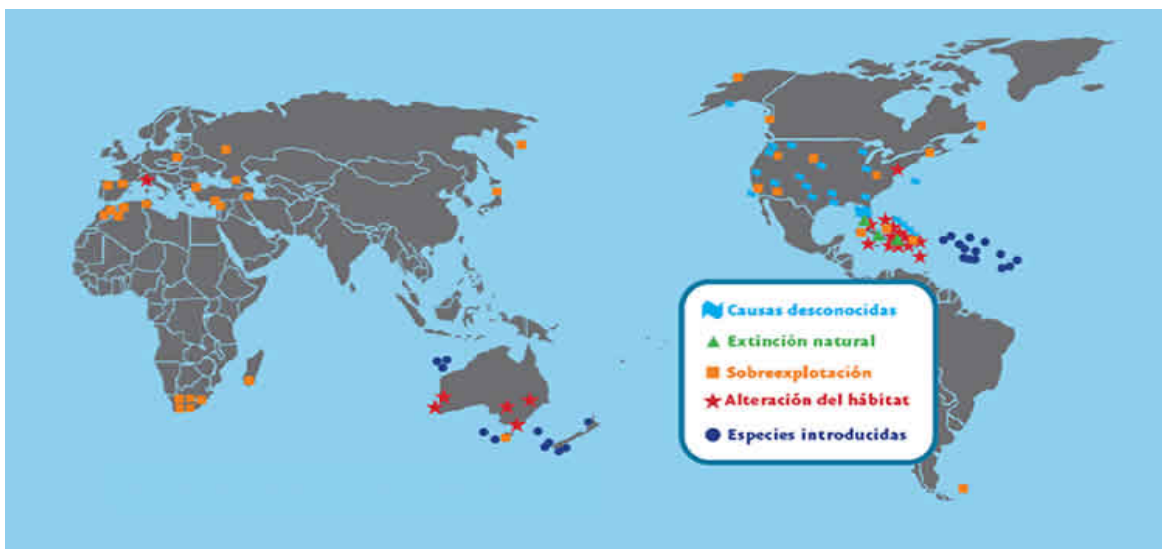 Causas desconocidas
Extinción natural
Sobreexplotación
Alteración del hábitat
Especies introducidas